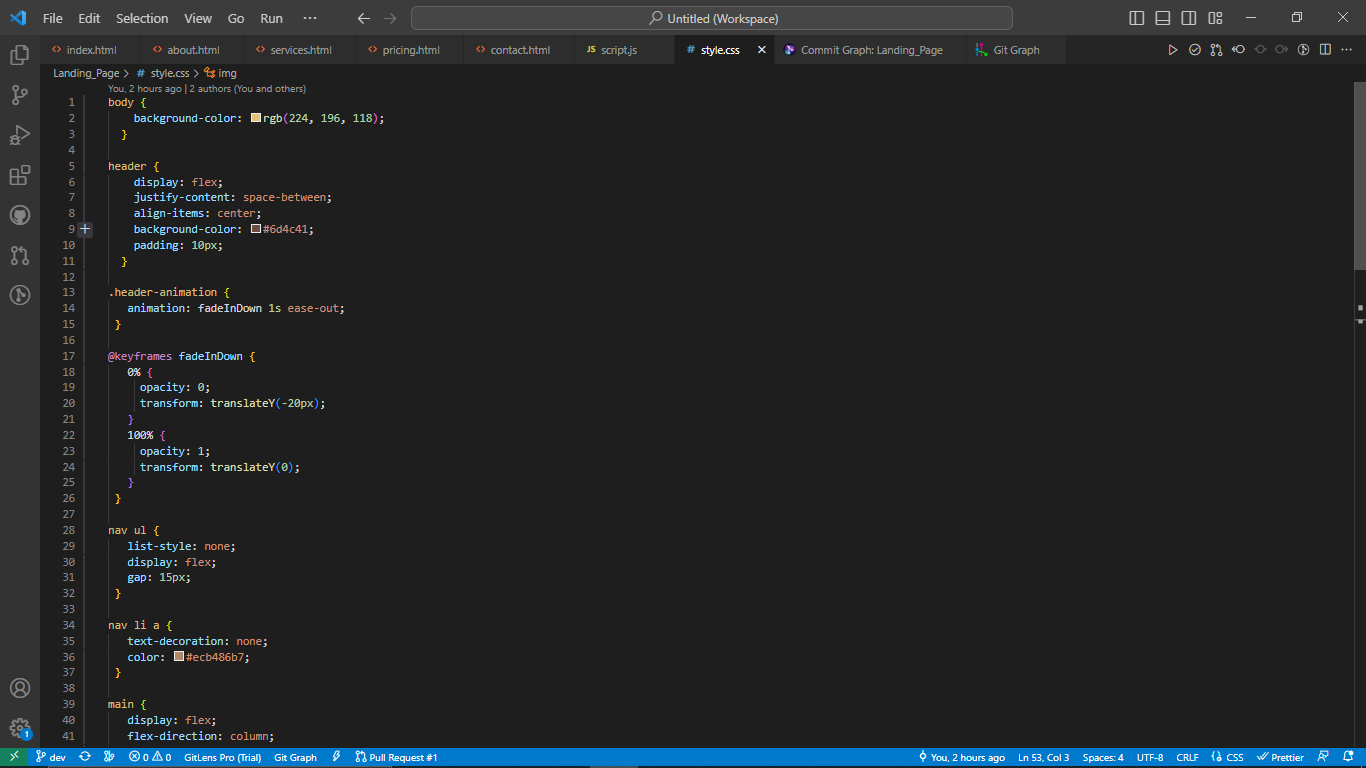 File Edit Selection View Go Run ··· Untitled (Workspace)
index.html about.html services.html pricing.html contact.html JS script.js # style.css Commit Graph: Landing_Page Git Graph
Landing_Page > # style.css > img
You, 2 hours ago | 2 authors (You and others)
1 body {
2 background-color: rgb(224, 196, 118);
3 }
4
5 header {
6 display: flex;
7 justify-content: space-between;
8 align-items: center;
9 background-color: #6d4c41;
10 padding: 10px;
11 }
12
13 .header-animation {
14 animation: fadeInDown 1s ease-out;
15 }
16
17 @keyframes fadeInDown {
18 0% {
19 opacity: 0;
20 transform: translateY(-20px);
21 }
22 100% {
23 opacity: 1;
24 transform: translateY(0);
25 }
26 }
27
28 nav ul {
29 list-style: none;
30 display: flex;
31 gap: 15px;
32 }
33
34 nav li a {
35 text-decoration: none;
36 color: #ecb486b7;
37 }
38
39 main {
40 display: flex;
41 flex-direction: column;
1
dev 0 0 GitLens Pro (Trial) Git Graph Pull Request #1 You, 2 hours ago Ln 53, Col 3 Spaces: 4 UTF-8 CRLF {} CSS Prettier